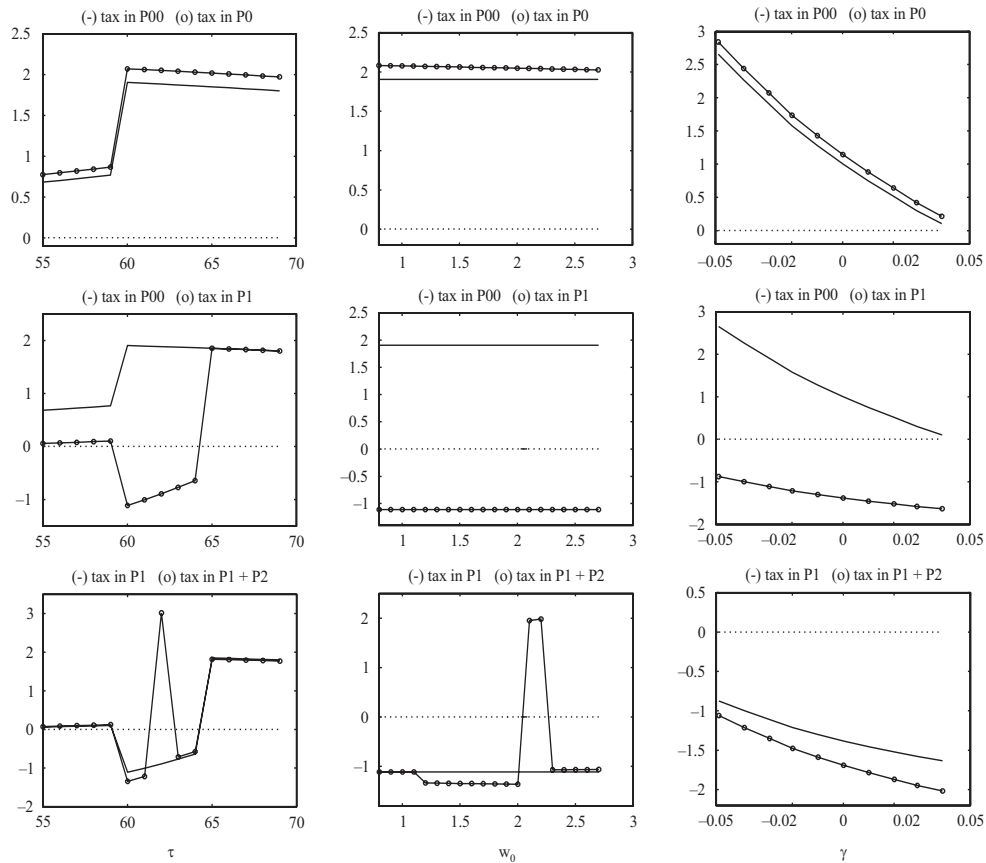 (-) tax in P00 (o) tax in P0
(-) tax in P00 (o) tax in P0
(-) tax in P00 (o) tax in P0
2.5
2
1.5
1
0.5
0
55 60 65 70
2.5
2
1.5
1
0.5
0
1 1.5 2 2.5 3
3
2.5
2
1.5
1
0.5
0
–0.05 –0.02 0 0.02 0.05
(-) tax in P00 (o) tax in P1
(-) tax in P00 (o) tax in P1
(-) tax in P00 (o) tax in P1
2
1
0
–1
55 60 65 70
2.5
2
1.5
1
0.5
0
–0.5
–1
1 1.5 2 2.5 3
3
2
1
0
–1
–2
–0.05 –0.02 0 0.02 0.05
(-) tax in P1 (o) tax in P1 + P2
(-) tax in P1 (o) tax in P1 + P2
(-) tax in P1 (o) tax in P1 + P2
3
2
1
0
–1
–2
55 60 65 70
τ
2
1
0
–1
1 1.5 2 2.5 3
w0
0.5
0
–0.5
–1
–1.5
–2
–0.05 –0.02 0 0.02 0.05
γ